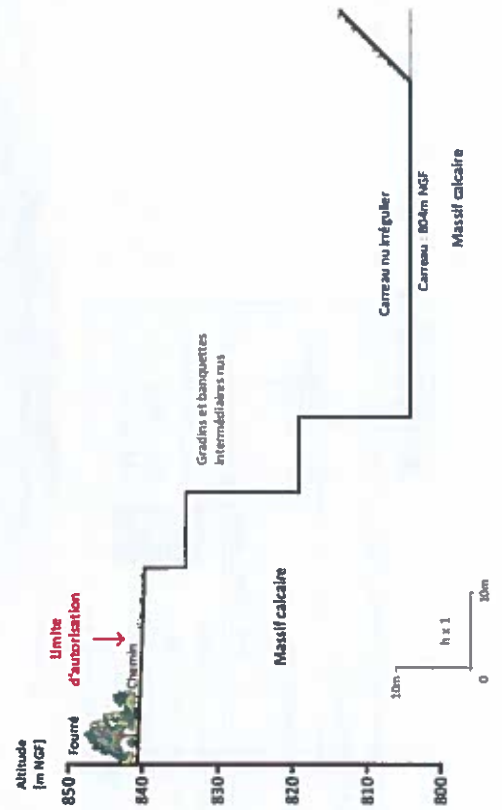 Altitude
[m NGF]
850
840
830
820
810
800
Fourré
Limite
d'autorisation
Chemin
Gradins et banquettes
intermédiaires nus
Massif calcaire
Carreau nu irrégulier
Carreau : 804m NGF
Massif calcaire
10m
h x 1
0
10m